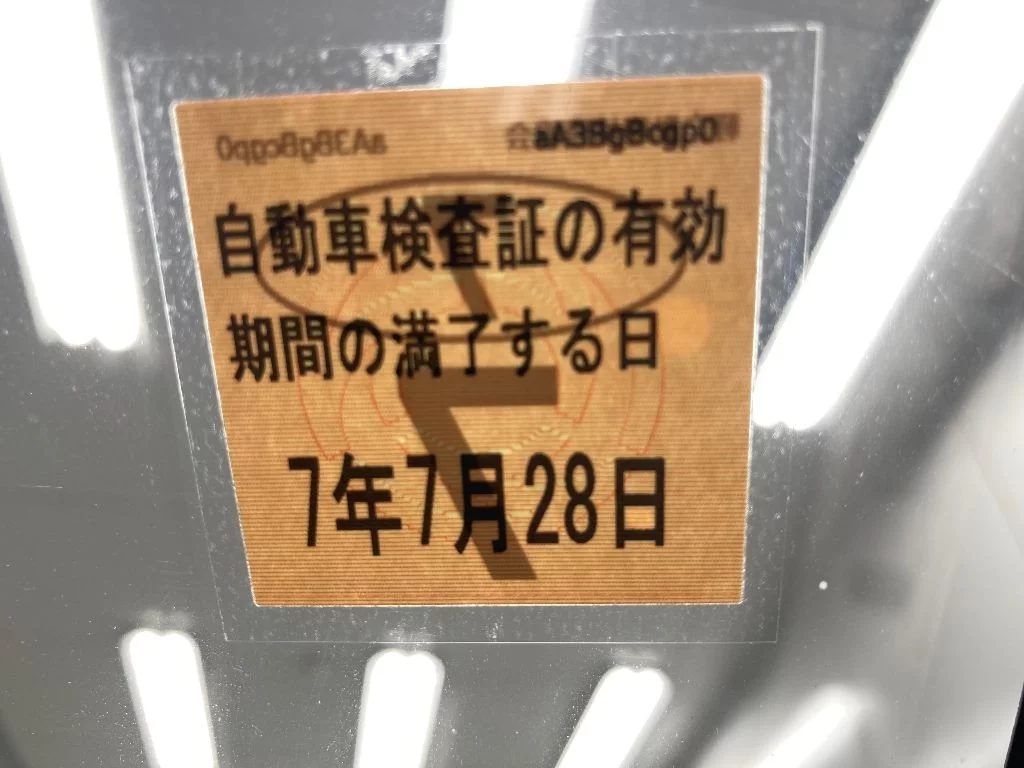 aA3BgBcgp0
自動車検査証の有効
期間の満了する日
7年7月28日